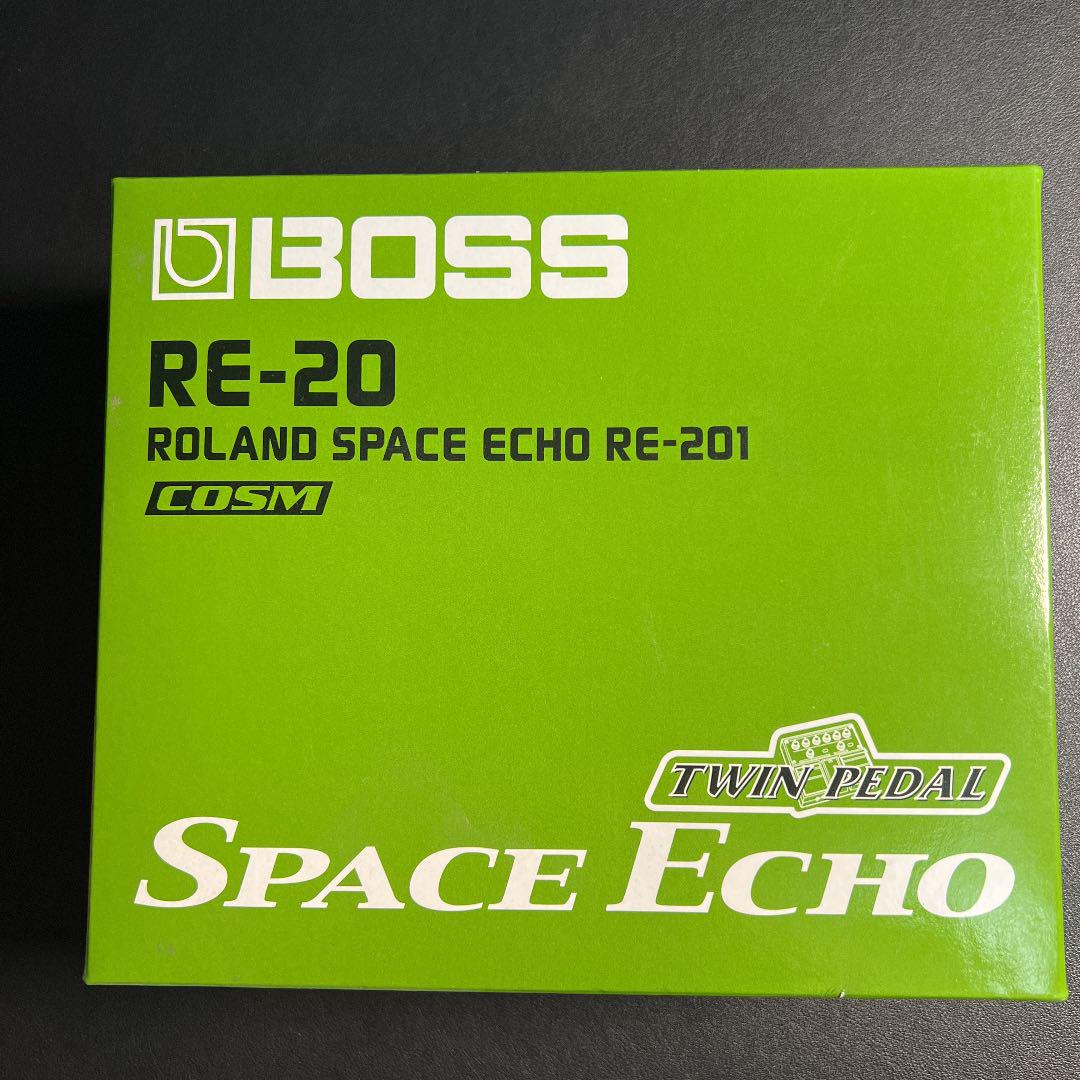 BOSS
RE-20
ROLAND SPACE ECHO RE-201
COSM
TWIN PEDAL
SPACE ECHO